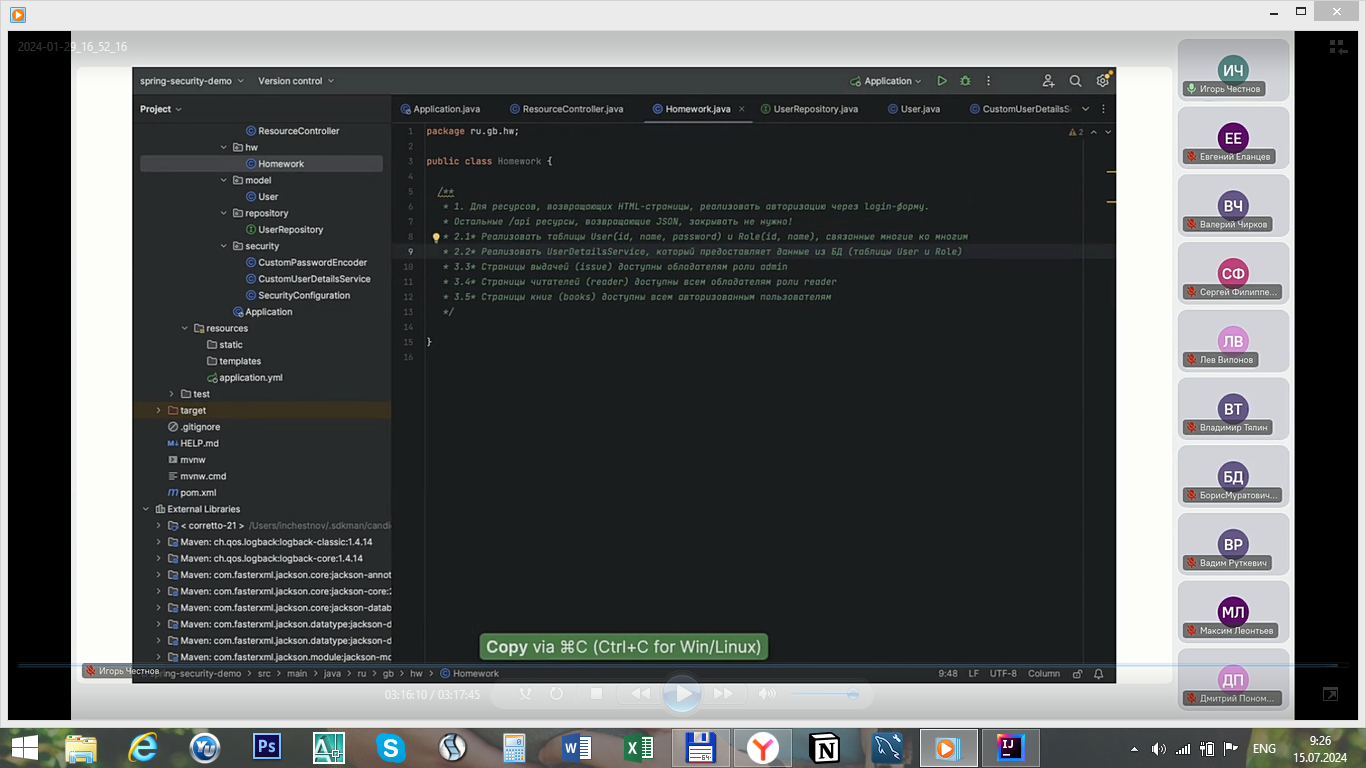 2024-01-29_16_52_16
spring-security-demo
Version control
Application
Project
Application.java
ResourceController.java
Homework.java
UserRepository.java
User.java
CustomUserDetailsS
ResourceController
hw
Homework
model
User
repository
UserRepository
security
CustomPasswordEncoder
CustomUserDetailsService
SecurityConfiguration
Application
resources
static
templates
application.yml
test
target
.gitignore
HELP.md
mvnw
mvnw.cmd
pom.xml
External Libraries
< corretto-21 > /Users/inchestnov/.sdkman/candi
Maven: ch.qos.logback:logback-classic:1.4.14
Maven: ch.qos.logback:logback-core:1.4.14
Maven: com.fasterxml.jackson.core:jackson-annot
Maven: com.fasterxml.jackson.core:jackson-core:2
Maven: com.fasterxml.jackson.core:jackson-datab
Maven: com.fasterxml.jackson.datatype:jackson-d
Maven: com.fasterxml.jackson.datatype:jackson-d
Maven: com.fasterxml.jackson.module:jackson-mo
1 package ru.gb.hw;
2
3 public class Homework {
4
5 /**
6 * 1. Для ресурсов, возвращающих HTML-страницы, реализовать авторизацию через login-форму.
7 * Остальные /api ресурсы, возвращающие JSON, закрывать не нужно!
8 * 2.1* Реализовать таблицы User(id, name, password) и Role(id, name), связанные многие ко многим
9 * 2.2* Реализовать UserDetailsService, который предоставляет данные из БД (таблицы User и Role)
10 * 3.3* Страницы выдачей (issue) доступны обладателям роли admin
11 * 3.4* Страницы читателей (reader) доступны всем обладателям роли reader
12 * 3.5* Страницы книг (books) доступны всем авторизованным пользователям
13 */
14
15 }
16
2
Copy via ⌘C (Ctrl+C for Win/Linux)
Игорь Честнов
spring-security-demo > src > main > java > ru > gb > hw > Homework
9:48 LF UTF-8 Column
03:16:10 / 03:17:45
ИЧ
Игорь Честнов
ЕЕ
Евгений Еланцев
ВЧ
Валерий Чирков
СФ
Сергей Филиппе...
ЛВ
Лев Вилонов
ВТ
Владимир Тялин
БД
БорисМуратович...
ВР
Вадим Руткевич
МЛ
Максим Леонтьев
ДП
Дмитрий Поном...
ENG
9:26
15.07.2024